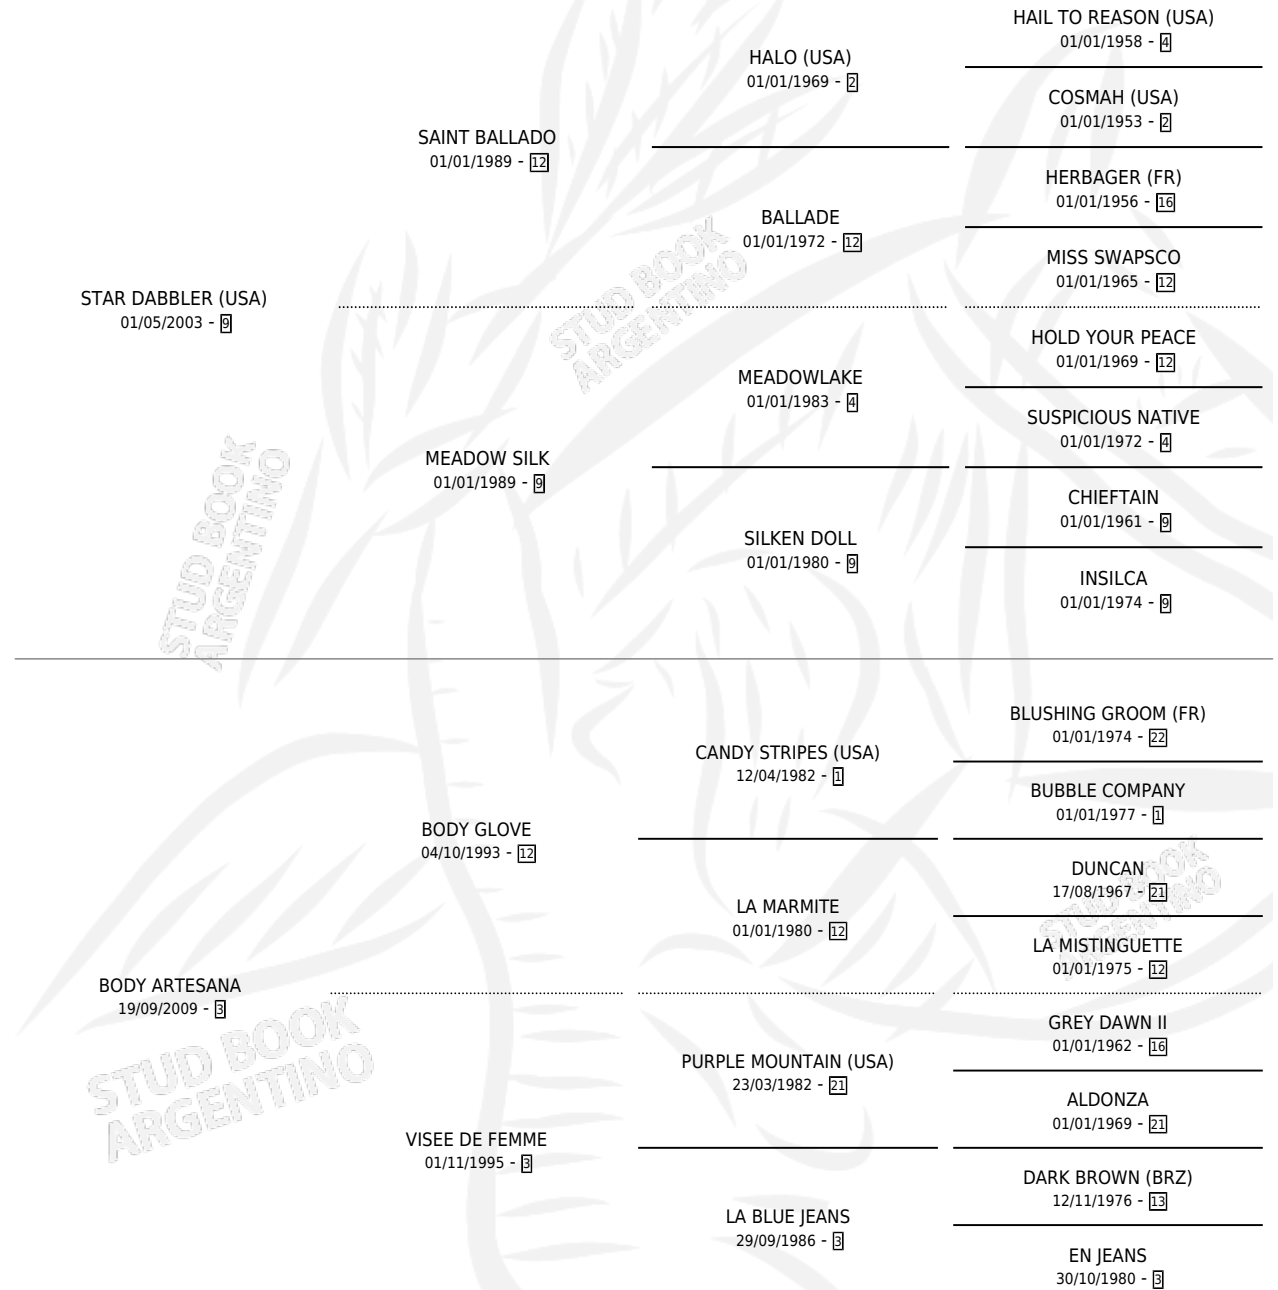 HAIL TO REASON (USA)
01/01/1958 - 4
HALO (USA)
01/01/1969 - 2
COSMAH (USA)
01/01/1953 - 2
SAINT BALLADO
01/01/1989 - 12
HERBAGER (FR)
01/01/1956 - 16
BALLADE
01/01/1972 - 12
MISS SWAPSCO
01/01/1965 - 12
STAR DABBLER (USA)
01/05/2003 - 9
HOLD YOUR PEACE
01/01/1969 - 12
MEADOWLAKE
01/01/1983 - 4
SUSPICIOUS NATIVE
01/01/1972 - 4
MEADOW SILK
01/01/1989 - 9
CHIEFTAIN
01/01/1961 - 9
SILKEN DOLL
01/01/1980 - 9
INSILCA
01/01/1974 - 9
BLUSHING GROOM (FR)
01/01/1974 - 22
CANDY STRIPES (USA)
12/04/1982 - 1
BUBBLE COMPANY
01/01/1977 - 1
BODY GLOVE
04/10/1993 - 12
DUNCAN
17/08/1967 - 21
LA MARMITE
01/01/1980 - 12
LA MISTINGUETTE
01/01/1975 - 12
BODY ARTESANA
19/09/2009 - 3
GREY DAWN II
01/01/1962 - 16
PURPLE MOUNTAIN (USA)
23/03/1982 - 21
ALDONZA
01/01/1969 - 21
VISEE DE FEMME
01/11/1995 - 3
DARK BROWN (BRZ)
12/11/1976 - 13
LA BLUE JEANS
29/09/1986 - 3
EN JEANS
30/10/1980 - 3
STUD BOOK
ARGENTINO
STUD BOOK
ARGENTINO
STUD BOOK
ARGENTINO
STUD BOOK
ARGENTINO